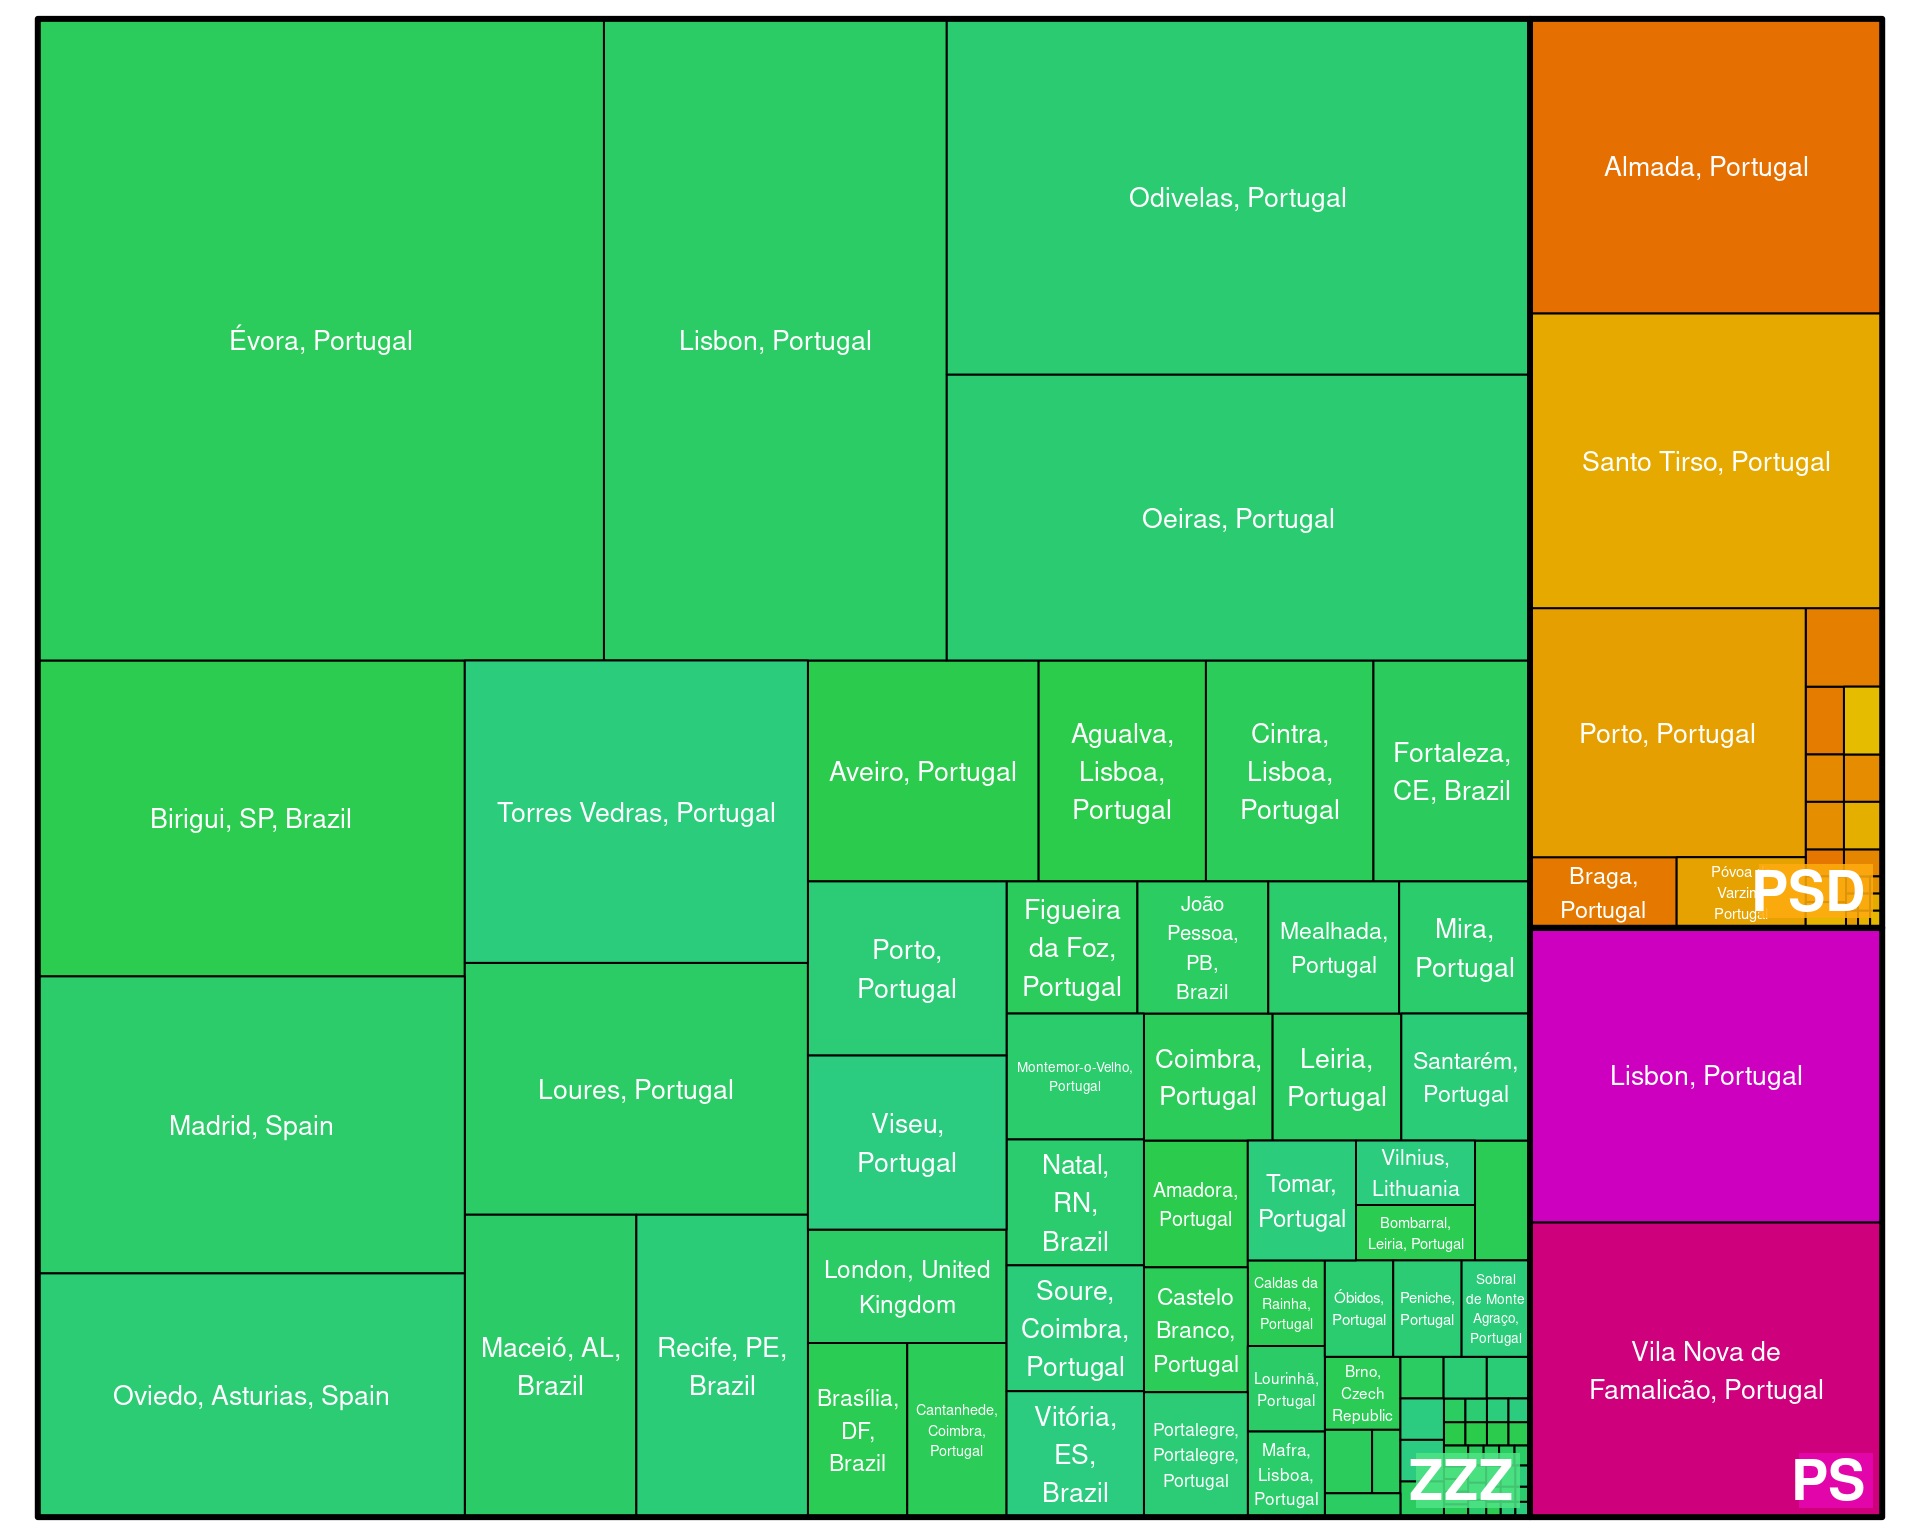 Évora, Portugal
Lisbon, Portugal
Odivelas, Portugal
Oeiras, Portugal
Birigui, SP, Brazil
Madrid, Spain
Oviedo, Asturias, Spain
Torres Vedras, Portugal
Loures, Portugal
Maceió, AL,
Brazil
Recife, PE,
Brazil
Aveiro, Portugal
Agualva,
Lisboa,
Portugal
Cintra,
Lisboa,
Portugal
Fortaleza,
CE, Brazil
Porto,
Portugal
Viseu,
Portugal
London, United
Kingdom
Brasília,
DF,
Brazil
Cantanhede,
Coimbra,
Portugal
Figueira
da Foz,
Portugal
João
Pessoa,
PB,
Brazil
Mealhada,
Portugal
Mira,
Portugal
Montemor-o-Velho,
Portugal
Natal,
RN,
Brazil
Soure,
Coimbra,
Portugal
Vitória,
ES,
Brazil
Coimbra,
Portugal
Leiria,
Portugal
Santarém,
Portugal
Amadora,
Portugal
Castelo
Branco,
Portugal
Portalegre,
Portalegre,
Portugal
Tomar,
Portugal
Vilnius,
Lithuania
Bombarral,
Leiria, Portugal
Caldas da
Rainha,
Portugal
Lourinhã,
Portugal
Mafra,
Lisboa,
Portugal
Óbidos,
Portugal
Peniche,
Portugal
Sobral
de Monte
Agraço,
Portugal
Brno,
Czech
Republic
ZZZ
Almada, Portugal
Santo Tirso, Portugal
Porto, Portugal
Braga,
Portugal
Póvoa
Varzim
Portugal
PSD
Lisbon, Portugal
Vila Nova de
Famalicão, Portugal
PS